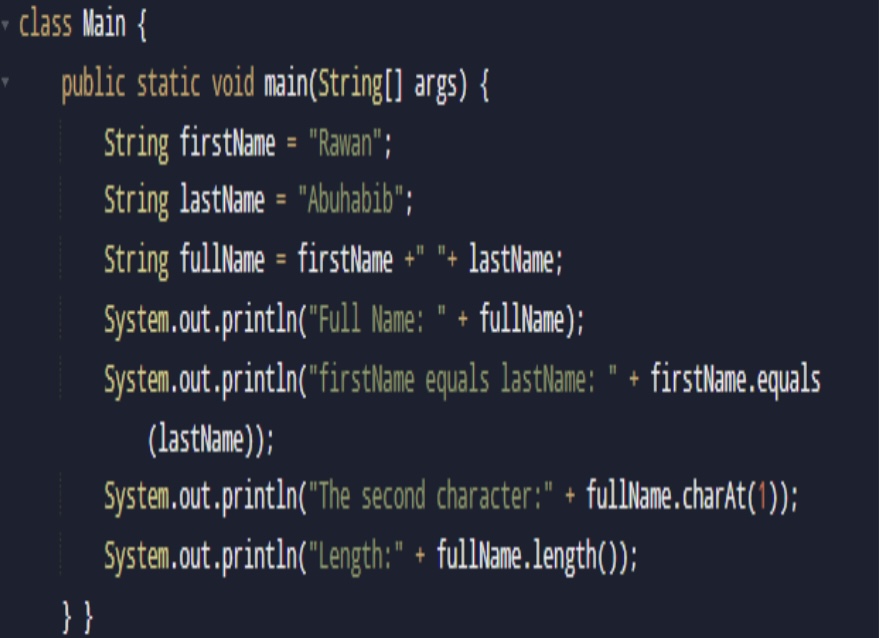 class Main {
public static void main(String[] args) {
String firstName = "Rawan";
String lastName = "Abuhabib";
String fullName = firstName +" "+ lastName;
System.out.println("Full Name: " + fullName);
System.out.println("firstName equals lastName: " + firstName.equals
(lastName));
System.out.println("The second character:" + fullName.charAt(1));
System.out.println("Length:" + fullName.length());
} }